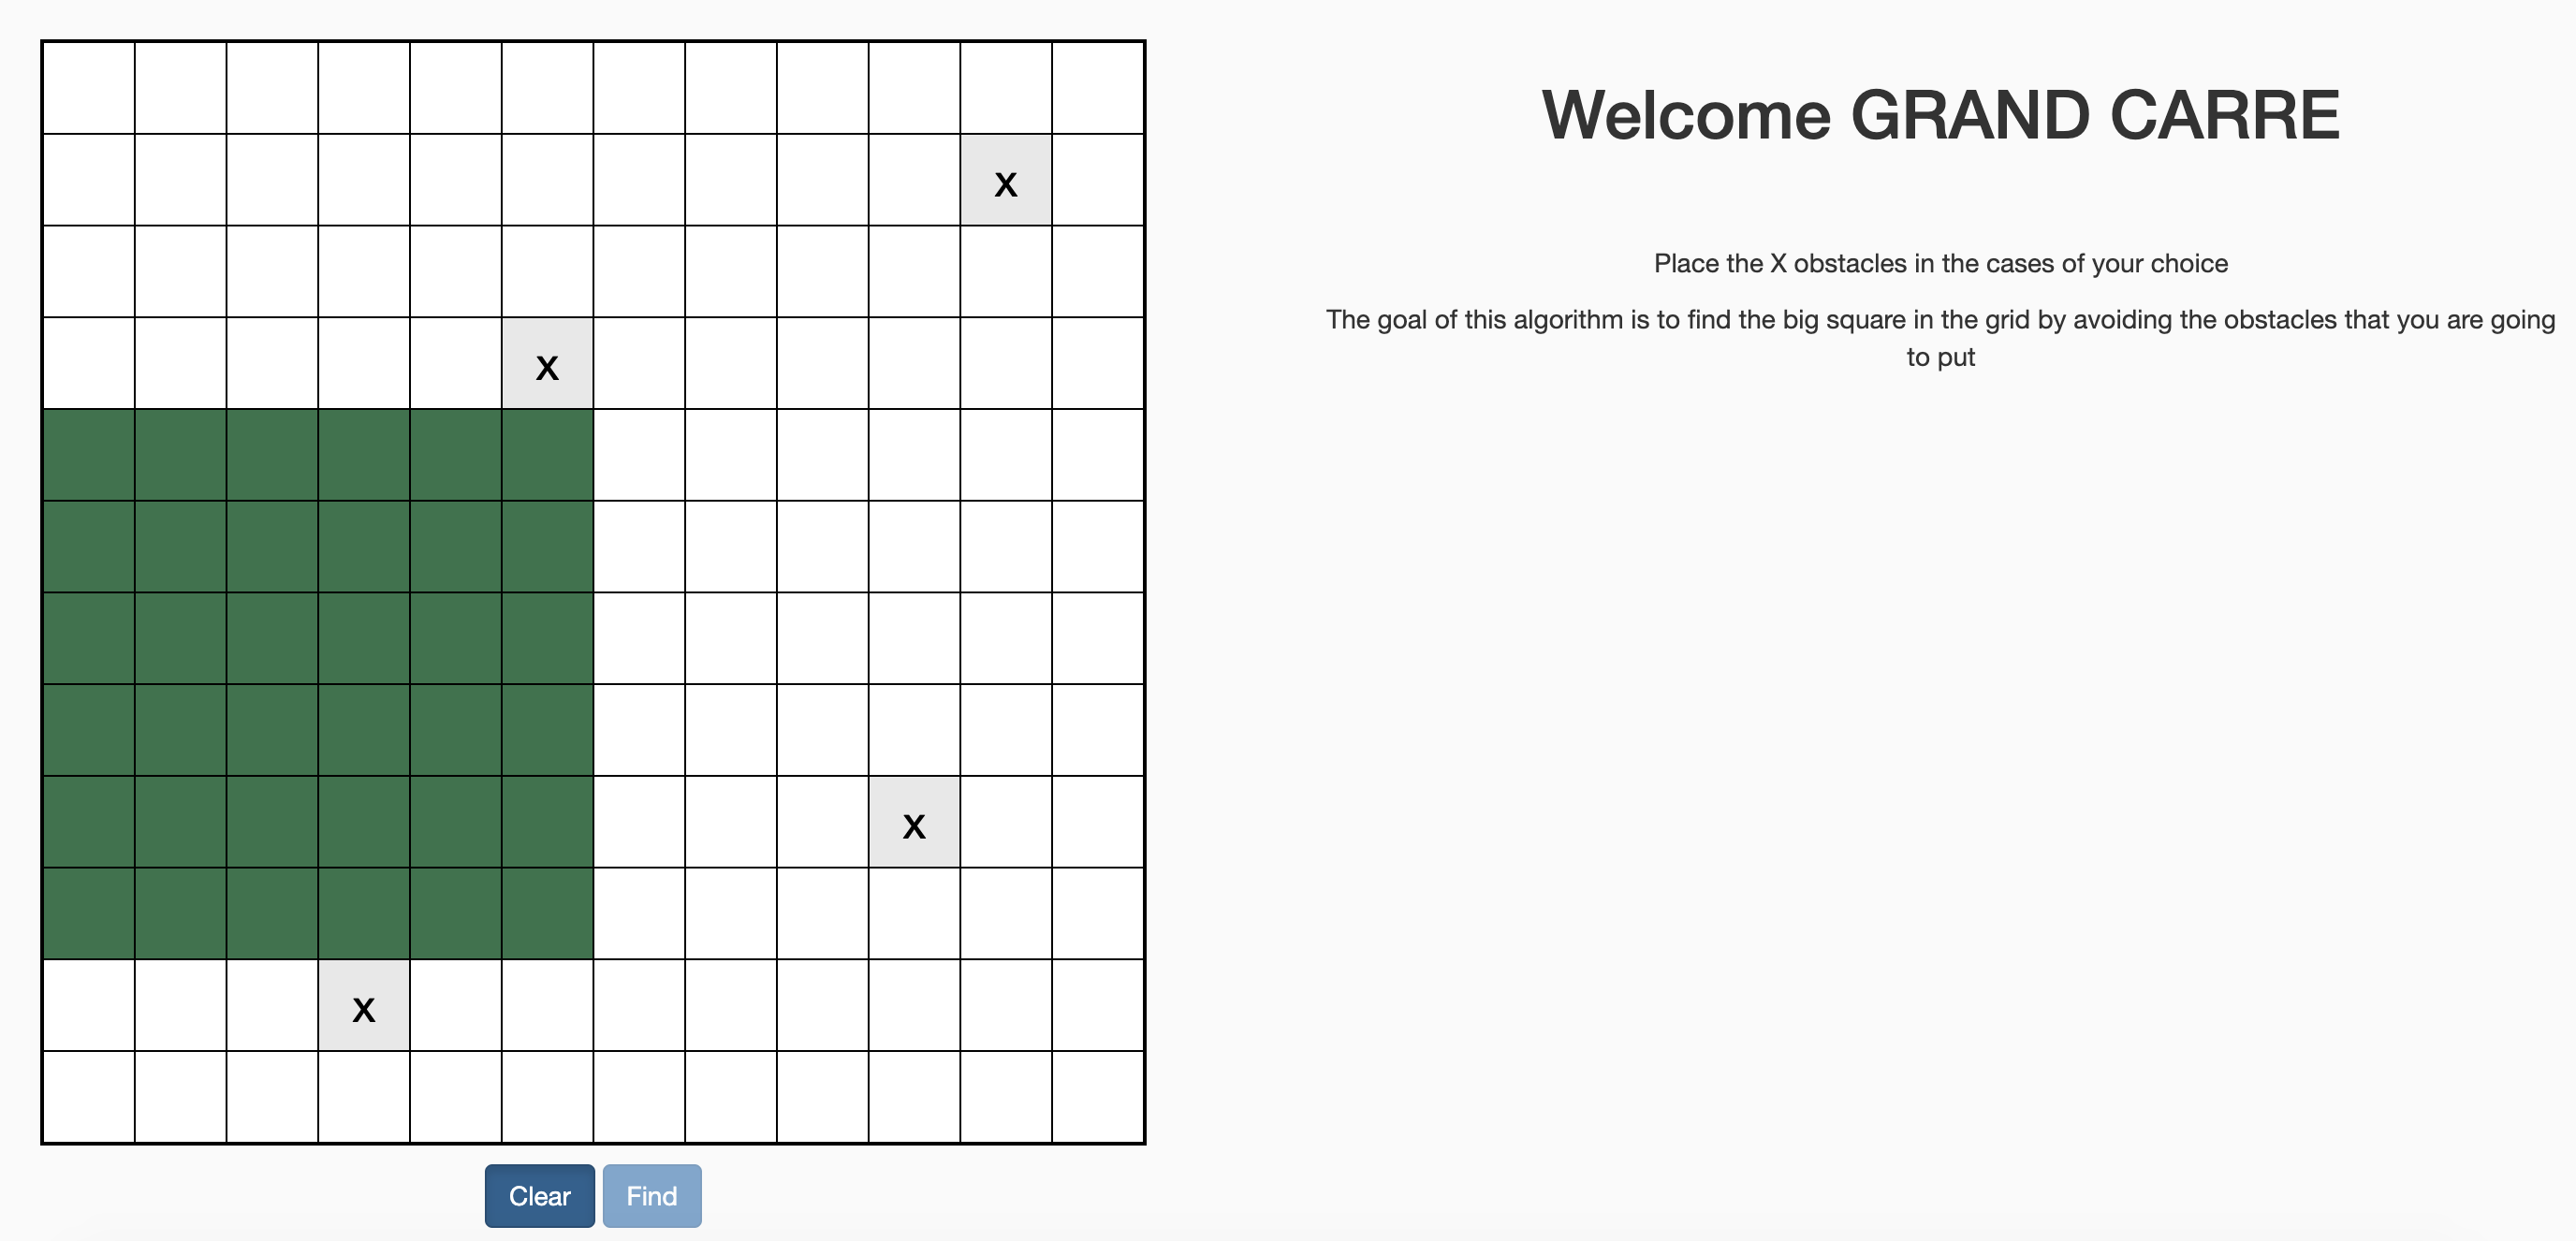 Welcome GRAND CARRE
X
Place the X obstacles in the cases of your choice
The goal of this algorithm is to find the big square in the grid by avoiding the obstacles that you are going
to put
X
X
X
Clear Find